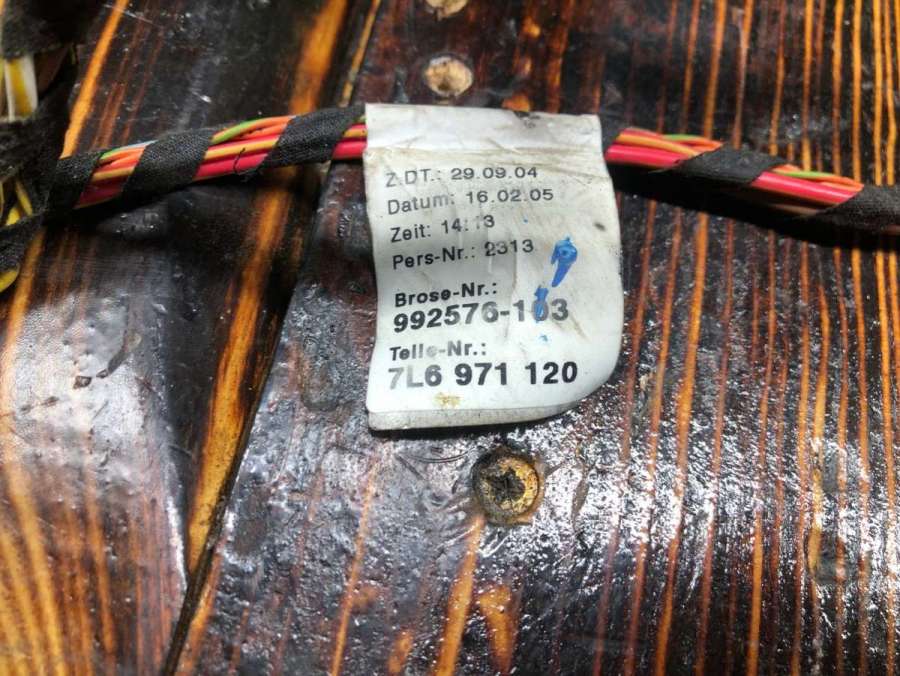 Z.DT.: 29.09.04
Datum: 16.02.05
Zeit: 14:13
Pers-Nr.: 2313
Brose-Nr.:
992576-103
Teile-Nr.:
7L6 971 120